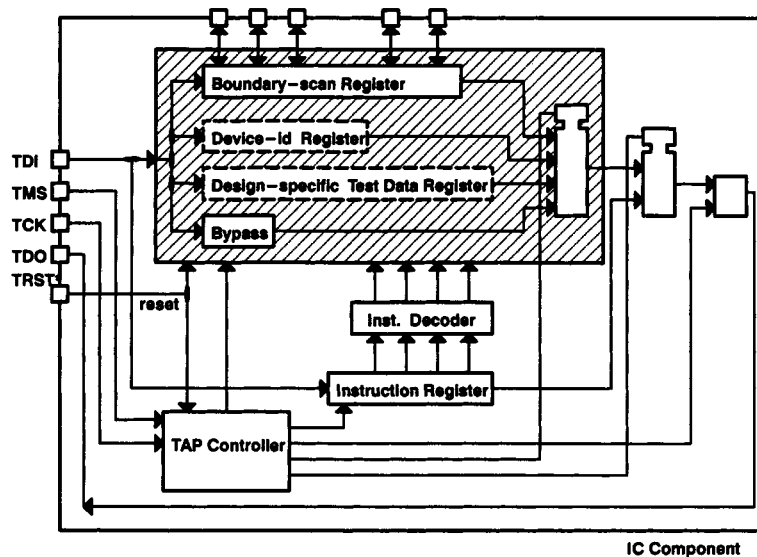 Boundary-scan Register
Device-id Register
TDI
Design-specific Test Data Register
TMS
TCK
Bypass
TDO
TRST*
reset
Inst. Decoder
Instruction Register
TAP Controller
IC Component